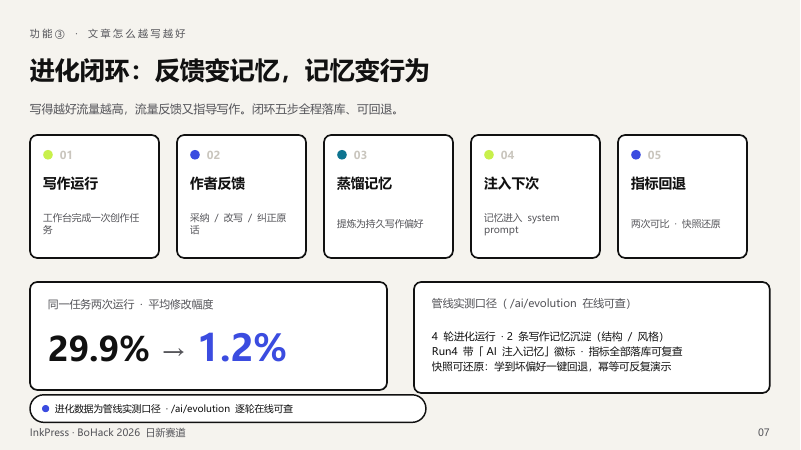 功能③ · 文章怎么越写越好
进化闭环：反馈变记忆，记忆变行为
写得越好流量越高，流量反馈又指导写作。闭环五步全程落库、可回退。
01
写作运行
工作台完成一次创作任
务
02
作者反馈
采纳 / 改写 / 纠正原
话
03
蒸馏记忆
提炼为持久写作偏好
04
注入下次
记忆进入 system
prompt
05
指标回退
两次可比 · 快照还原
同一任务两次运行 · 平均修改幅度
29.9% → 1.2%
管线实测口径（ /ai/evolution 在线可查）
4 轮进化运行 · 2 条写作记忆沉淀（结构 / 风格）
Run4 带「 AI 注入记忆」徽标 · 指标全部落库可复查
快照可还原：学到坏偏好一键回退，幂等可反复演示
进化数据为管线实测口径 · /ai/evolution 逐轮在线可查
InkPress · BoHack 2026 日新赛道
07